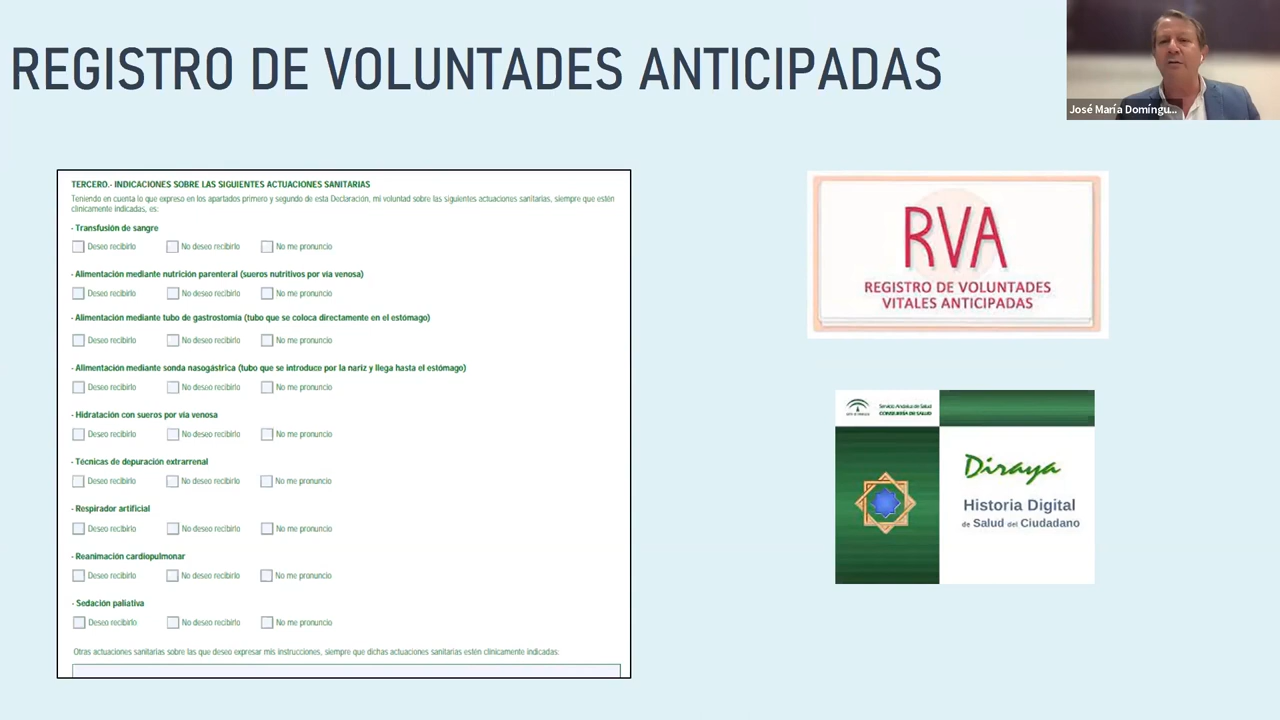 REGISTRO DE VOLUNTADES ANTICIPADAS
José María Domíngu...
TERCERO.- INDICACIONES SOBRE LAS SIGUIENTES ACTUACIONES SANITARIAS
Teniendo en cuenta lo que expreso en los apartados primero y segundo de esta Declaración, mi voluntad sobre las siguientes actuaciones sanitarias, siempre que estén
clínicamente indicadas, es:
- Transfusión de sangre
Deseo recibirlo No deseo recibirlo No me pronuncio
- Alimentación mediante nutrición parenteral (sueros nutritivos por vía venosa)
Deseo recibirlo No deseo recibirlo No me pronuncio
- Alimentación mediante tubo de gastrostomía (tubo que se coloca directamente en el estómago)
Deseo recibirlo No deseo recibirlo No me pronuncio
- Alimentación mediante sonda nasogástrica (tubo que se introduce por la nariz y llega hasta el estómago)
Deseo recibirlo No deseo recibirlo No me pronuncio
- Hidratación con sueros por vía venosa
Deseo recibirlo No deseo recibirlo No me pronuncio
- Técnicas de depuración extrarrenal
Deseo recibirlo No deseo recibirlo No me pronuncio
- Respirador artificial
Deseo recibirlo No deseo recibirlo No me pronuncio
- Reanimación cardiopulmonar
Deseo recibirlo No deseo recibirlo No me pronuncio
- Sedación paliativa
Deseo recibirlo No deseo recibirlo No me pronuncio
Otras actuaciones sanitarias sobre las que deseo expresar mis instrucciones, siempre que dichas actuaciones sanitarias estén clínicamente indicadas:
RVA
REGISTRO DE VOLUNTADES
VITALES ANTICIPADAS
Servicio Andaluz de Salud
CONSEJERÍA DE SALUD
Diraya
Historia Digital
de Salud del Ciudadano